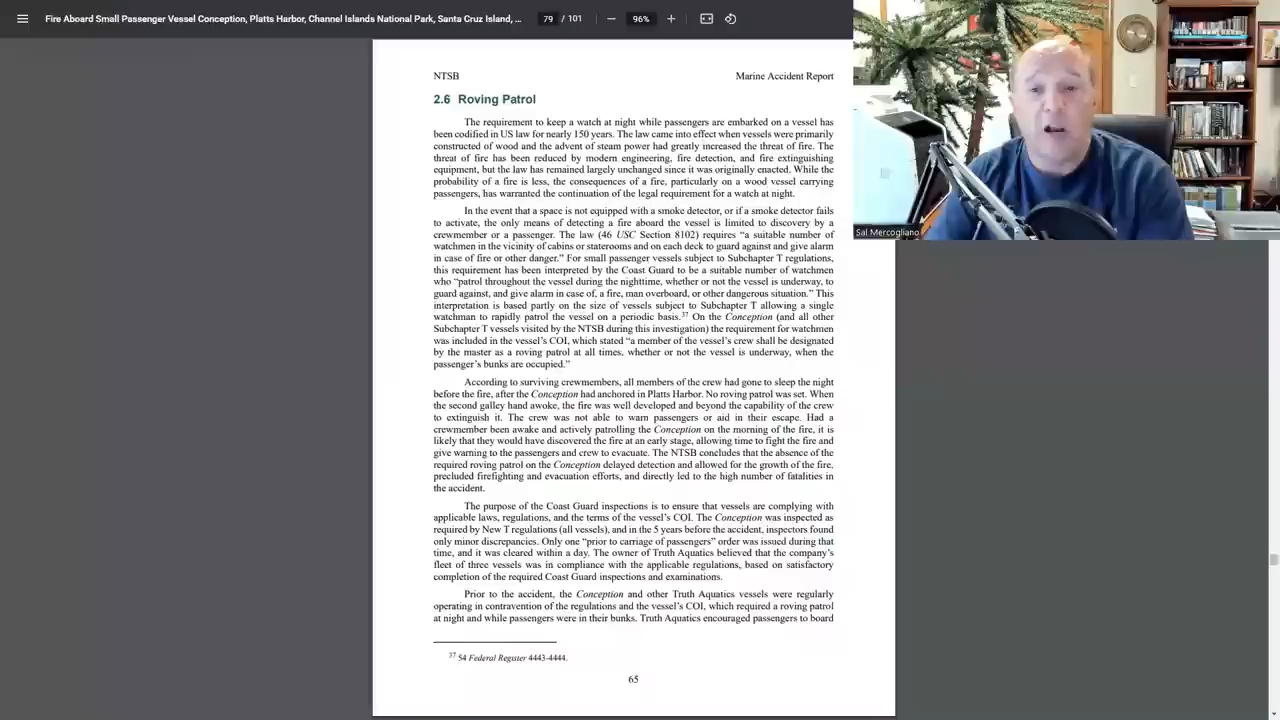 Fire Aboard Small Passenger Vessel Conception, Platts Harbor, Channel Islands National Park, Santa Cruz Island, ...
79 / 101
96%
NTSB
Marine Accident Report
2.6 Roving Patrol
The requirement to keep a watch at night while passengers are embarked on a vessel has
been codified in US law for nearly 150 years. The law came into effect when vessels were primarily
constructed of wood and the advent of steam power had greatly increased the threat of fire. The
threat of fire has been reduced by modern engineering, fire detection, and fire extinguishing
equipment, but the law has remained largely unchanged since it was originally enacted. While the
probability of a fire is less, the consequences of a fire, particularly on a wood vessel carrying
passengers, has warranted the continuation of the legal requirement for a watch at night.
In the event that a space is not equipped with a smoke detector, or if a smoke detector fails
to activate, the only means of detecting a fire aboard the vessel is limited to discovery by a
crewmember or a passenger. The law (46 USC Section 8102) requires “a suitable number of
watchmen in the vicinity of cabins or staterooms and on each deck to guard against and give alarm
in case of fire or other danger.” For small passenger vessels subject to Subchapter T regulations,
this requirement has been interpreted by the Coast Guard to be a suitable number of watchmen
who “patrol throughout the vessel during the nighttime, whether or not the vessel is underway, to
guard against, and give alarm in case of, a fire, man overboard, or other dangerous situation.” This
interpretation is based partly on the size of vessels subject to Subchapter T allowing a single
watchman to rapidly patrol the vessel on a periodic basis.37 On the Conception (and all other
Subchapter T vessels visited by the NTSB during this investigation) the requirement for watchmen
was included in the vessel’s COI, which stated “a member of the vessel’s crew shall be designated
by the master as a roving patrol at all times, whether or not the vessel is underway, when the
passenger’s bunks are occupied.”
According to surviving crewmembers, all members of the crew had gone to sleep the night
before the fire, after the Conception had anchored in Platts Harbor. No roving patrol was set. When
the second galley hand awoke, the fire was well developed and beyond the capability of the crew
to extinguish it. The crew was not able to warn passengers or aid in their escape. Had a
crewmember been awake and actively patrolling the Conception on the morning of the fire, it is
likely that they would have discovered the fire at an early stage, allowing time to fight the fire and
give warning to the passengers and crew to evacuate. The NTSB concludes that the absence of the
required roving patrol on the Conception delayed detection and allowed for the growth of the fire,
precluded firefighting and evacuation efforts, and directly led to the high number of fatalities in
the accident.
The purpose of the Coast Guard inspections is to ensure that vessels are complying with
applicable laws, regulations, and the terms of the vessel’s COI. The Conception was inspected as
required by New T regulations (all vessels), and in the 5 years before the accident, inspectors found
only minor discrepancies. Only one “prior to carriage of passengers” order was issued during that
time, and it was cleared within a day. The owner of Truth Aquatics believed that the company’s
fleet of three vessels was in compliance with the applicable regulations, based on satisfactory
completion of the required Coast Guard inspections and examinations.
Prior to the accident, the Conception and other Truth Aquatics vessels were regularly
operating in contravention of the regulations and the vessel’s COI, which required a roving patrol
at night and while passengers were in their bunks. Truth Aquatics encouraged passengers to board
37 54 Federal Register 4443-4444.
65
Sal Mercogliano